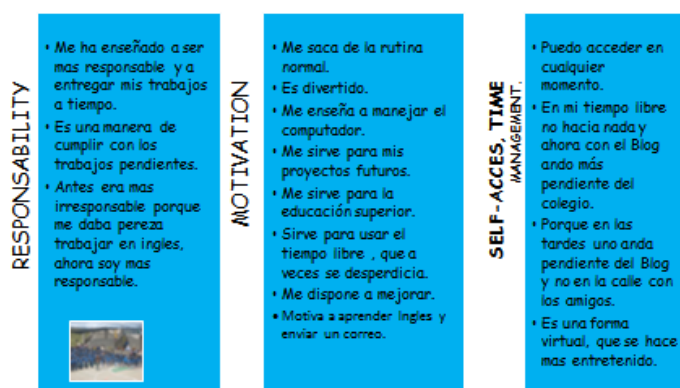 RESPONSABILITY
• Me ha enseñado a ser
mas responsable y a
entregar mis trabajos
a tiempo.
• Es una manera de
cumplir con los
trabajos pendientes.
• Antes era mas
irresponsable porque
me daba pereza
trabajar en ingles,
ahora soy mas
responsable.
MOTIVATION
• Me saca de la rutina
normal.
• Es divertido.
• Me enseña a manejar el
computador.
• Me sirve para mis
proyectos futuros.
• Me sirve para la
educación superior.
• Sirve para usar el
tiempo libre , que a
veces se desperdicia.
• Me dispone a mejorar.
• Motiva a aprender Ingles y
enviar un correo.
SELF-ACCES, TIME
MANAGEMENT.
• Puedo acceder en
cualquier
momento.
• En mi tiempo libre
no hacia nada y
ahora con el Blog
ando más
pendiente del
colegio.
• Porque en las
tardes uno anda
pendiente del Blog
y no en la calle con
los amigos.
• Es una forma
virtual, que se hace
mas entretenido.